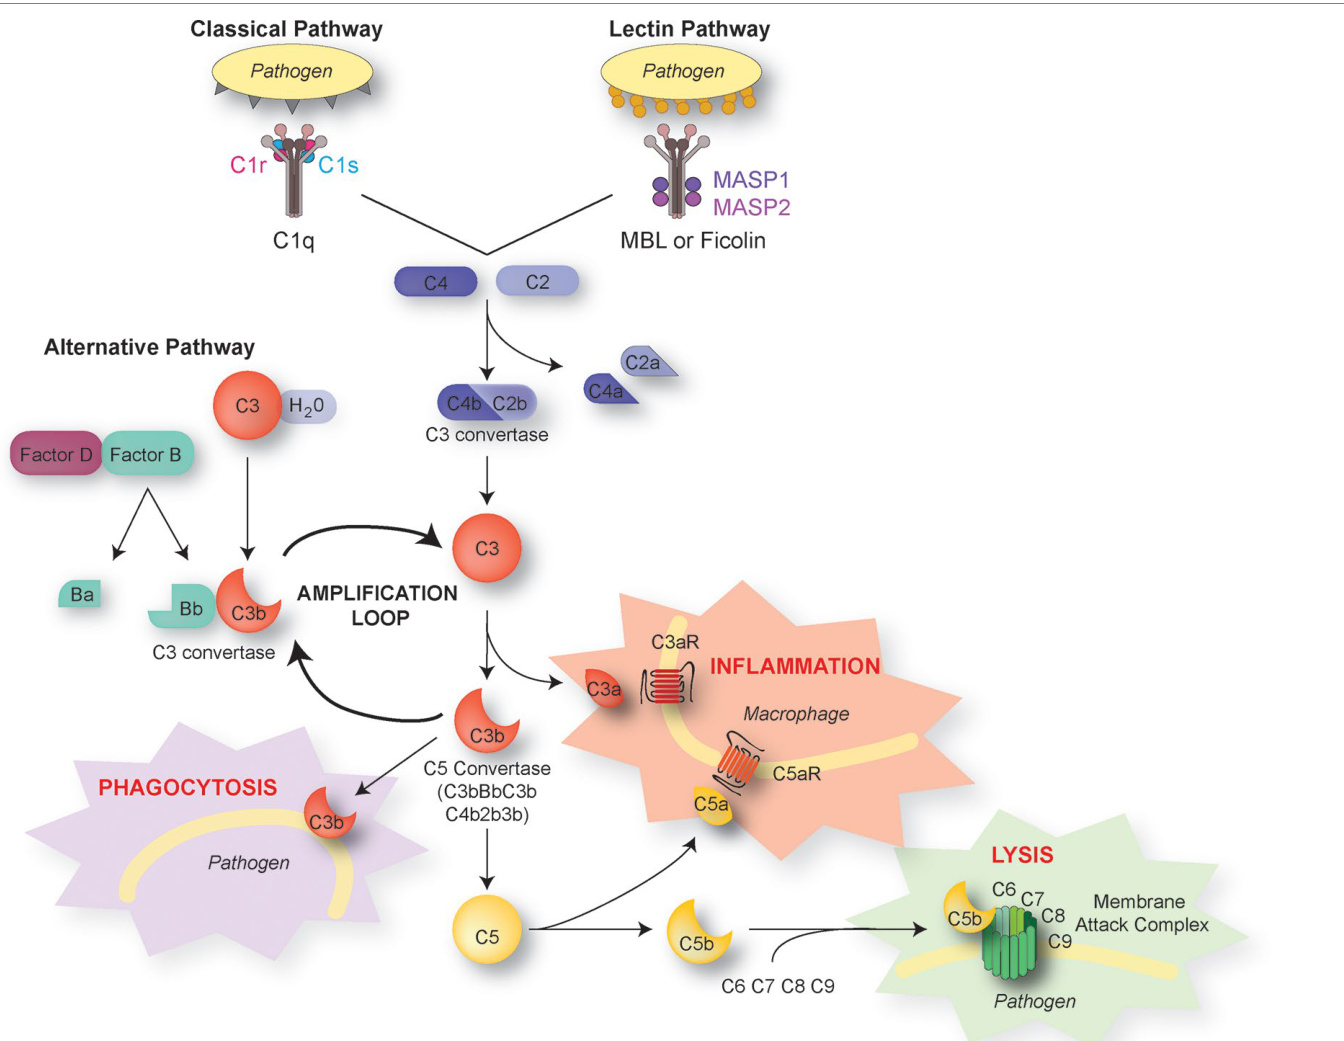 Classical Pathway
Lectin Pathway
Pathogen
Pathogen
C1r
C1s
MASP1
MASP2
C1q
MBL or Ficolin
C4
C2
Alternative Pathway
C2a
C4a
C3
H20
C4b
C2b
C3 convertase
Factor D
Factor B
C3
AMPLIFICATION
LOOP
Ba
Bb
C3b
C3 convertase
C3aR
INFLAMMATION
C3a
Macrophage
C3b
C5 Convertase
(C3bBbC3b
C4b2b3b)
C5aR
C5a
PHAGOCYTOSIS
C3b
Pathogen
LYSIS
C6
C7
C8
C9
C5b
Membrane
Attack Complex
C5
C5b
C6 C7 C8 C9
Pathogen